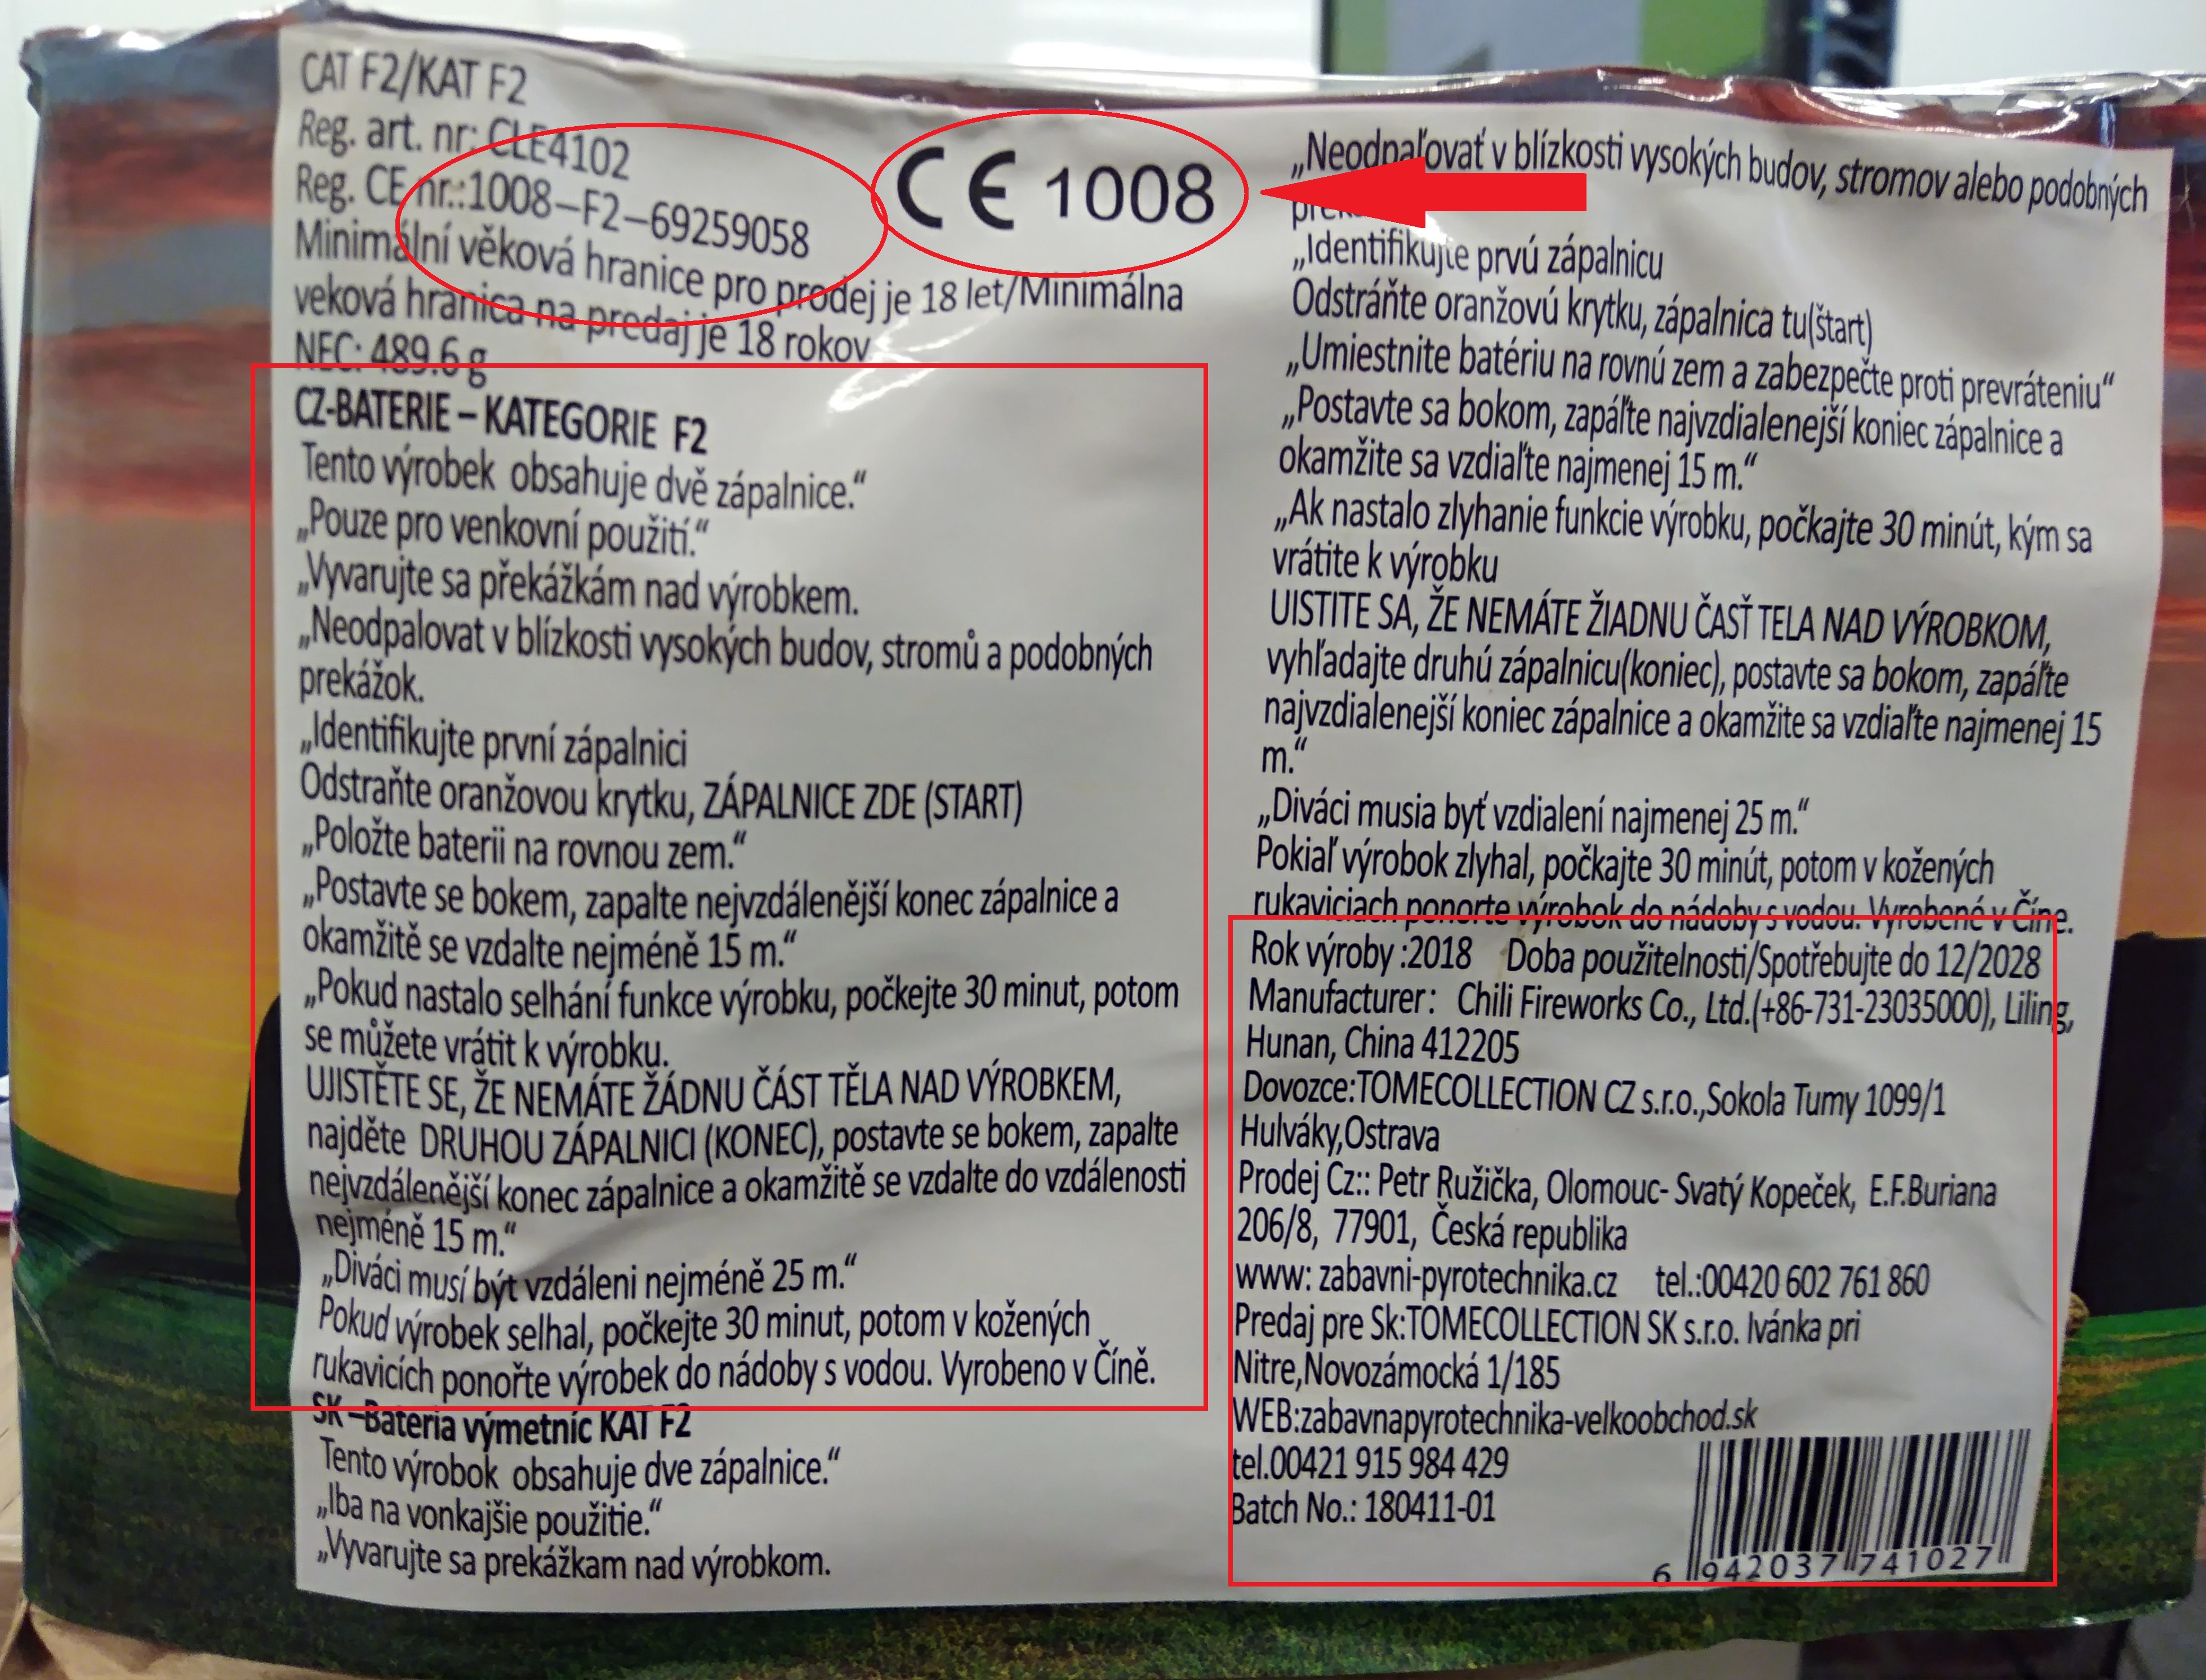 CAT F2/KAT F2
Reg. art. nr: CLE4102
Reg. CE nr.:1008–F2–69259058
CE 1008
Minimální věková hranice pro prodej je 18 let/Minimálna
veková hranica na predaj je 18 rokov
NEC: 489.6 g
CZ-BATERIE – KATEGORIE F2
Tento výrobek obsahuje dvě zápalnice.“
„Pouze pro venkovní použití.“
„Vyvarujte sa překážkám nad výrobkem.
„Neodpalovat v blízkosti vysokých budov, stromů a podobných
prekážok.
„Identifikujte první zápalnici
Odstraňte oranžovou krytku, ZÁPALNICE ZDE (START)
„Položte baterii na rovnou zem.“
„Postavte se bokem, zapalte nejvzdálenější konec zápalnice a
okamžitě se vzdalte nejméně 15 m.“
„Pokud nastalo selhání funkce výrobku, počkejte 30 minut, potom
se můžete vrátit k výrobku.
UJISTĚTE SE, ŽE NEMÁTE ŽÁDNU ČÁST TĚLA NAD VÝROBKEM,
najděte DRUHOU ZÁPALNICI (KONEC), postavte se bokem, zapalte
nejvzdálenější konec zápalnice a okamžitě se vzdalte do vzdálenosti
nejméně 15 m.“
„Diváci musí být vzdáleni nejméně 25 m.“
Pokud výrobek selhal, počkejte 30 minut, potom v kožených
rukavicích ponořte výrobek do nádoby s vodou. Vyrobeno v Číně.
SK –Bateria výmetníc KAT F2
Tento výrobok obsahuje dve zápalnice.“
„Iba na vonkajšie použitie.“
„Vyvarujte sa prekážkam nad výrobkom.
„Neodpaľovať v blízkosti vysokých budov, stromov alebo podobných
„Identifikujte prvú zápalnicu
Odstráňte oranžovú krytku, zápalnica tu(štart)
„Umiestnite batériu na rovnú zem a zabezpečte proti prevráteniu“
„Postavte sa bokom, zapáľte najvzdialenejší koniec zápalnice a
okamžite sa vzdiaľte najmenej 15 m.“
„Ak nastalo zlyhanie funkcie výrobku, počkajte 30 minút, kým sa
vrátite k výrobku
UISTITE SA, ŽE NEMÁTE ŽIADNU ČASŤ TELA NAD VÝROBKOM,
vyhľadajte druhú zápalnicu(koniec), postavte sa bokom, zapáľte
najvzdialenejší koniec zápalnice a okamžite sa vzdiaľte najmenej 15
m.“
„Diváci musia byť vzdialení najmenej 25 m.“
Pokiaľ výrobok zlyhal, počkajte 30 minút, potom v kožených
rukaviciach ponorte výrobok do nádoby s vodou. Vyrobené v Číne.
Rok výroby :2018 Doba použitelnosti/Spotřebujte do 12/2028
Manufacturer: Chili Fireworks Co., Ltd.(+86-731-23035000), Liling,
Hunan, China 412205
Dovozce:TOMECOLLECTION CZ s.r.o.,Sokola Tumy 1099/1
Hulváky,Ostrava
Prodej Cz:: Petr Ružička, Olomouc- Svatý Kopeček, E.F.Buriana
206/8, 77901, Česká republika
www: zabavni-pyrotechnika.cz tel.:00420 602 761 860
Predaj pre Sk:TOMECOLLECTION SK s.r.o. Ivánka pri
Nitre,Novozámocká 1/185
WEB:zabavnapyrotechnika-velkoobchod.sk
tel.00421 915 984 429
Batch No.: 180411-01
6 942037 741027